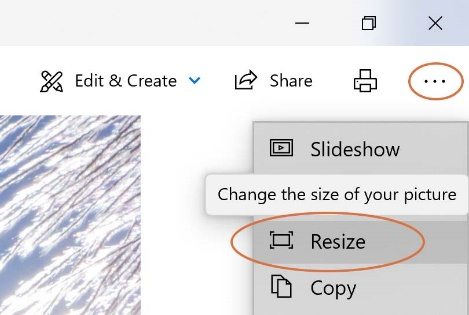 Edit & Create Share
Slideshow
Change the size of your picture
Resize
Copy